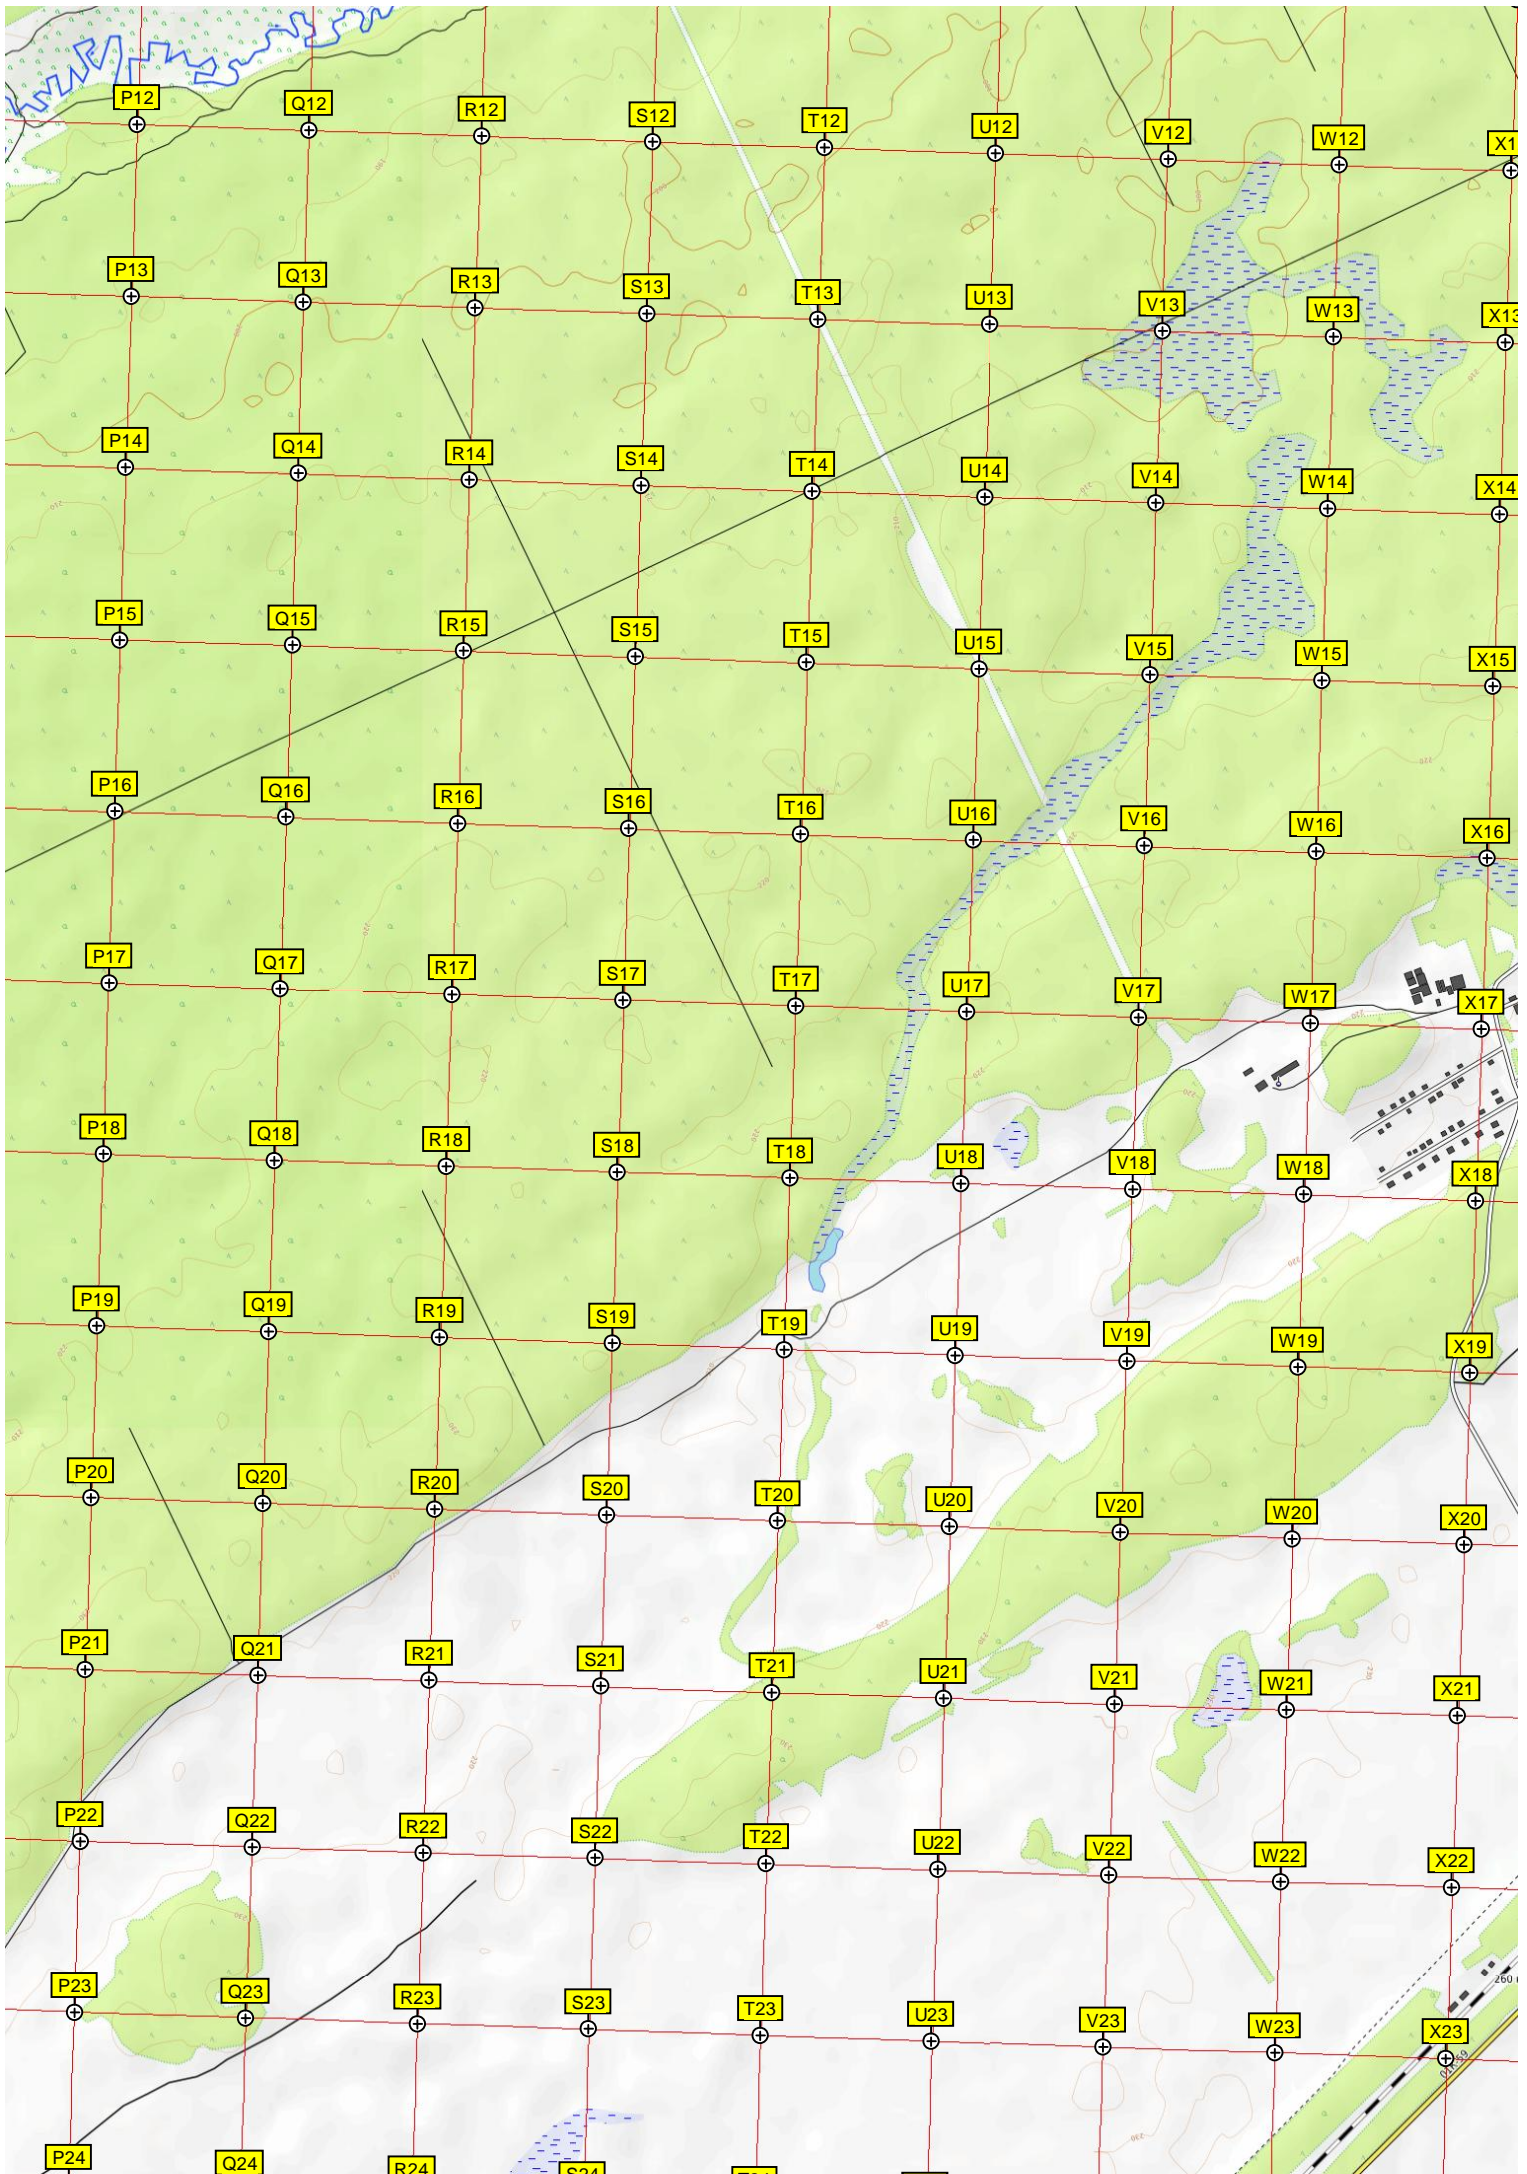 P12 Q12 R12 S12 T12 U12 V12 W12 X1
P13 Q13 R13 S13 T13 U13 V13 W13 X13
P14 Q14 R14 S14 T14 U14 V14 W14 X14
P15 Q15 R15 S15 T15 U15 V15 W15 X15
P16 Q16 R16 S16 T16 U16 V16 W16 X16
P17 Q17 R17 S17 T17 U17 V17 W17 X17
P18 Q18 R18 S18 T18 U18 V18 W18 X18
P19 Q19 R19 S19 T19 U19 V19 W19 X19
P20 Q20 R20 S20 T20 U20 V20 W20 X20
P21 Q21 R21 S21 T21 U21 V21 W21 X21
P22 Q22 R22 S22 T22 U22 V22 W22 X22
260
P23 Q23 R23 S23 T23 U23 V23 W23 X23
P24 Q24 R24 S24